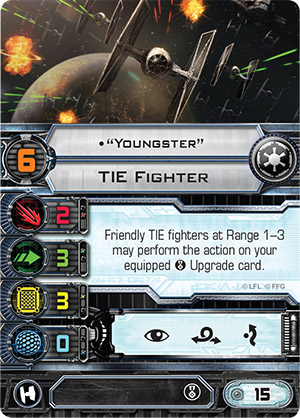 •“Youngster”
6
TIE Fighter
2
3
3
0
Friendly TIE fighters at Range 1–3
may perform the action on your
equipped Upgrade card.
©LFL ©FFG
15